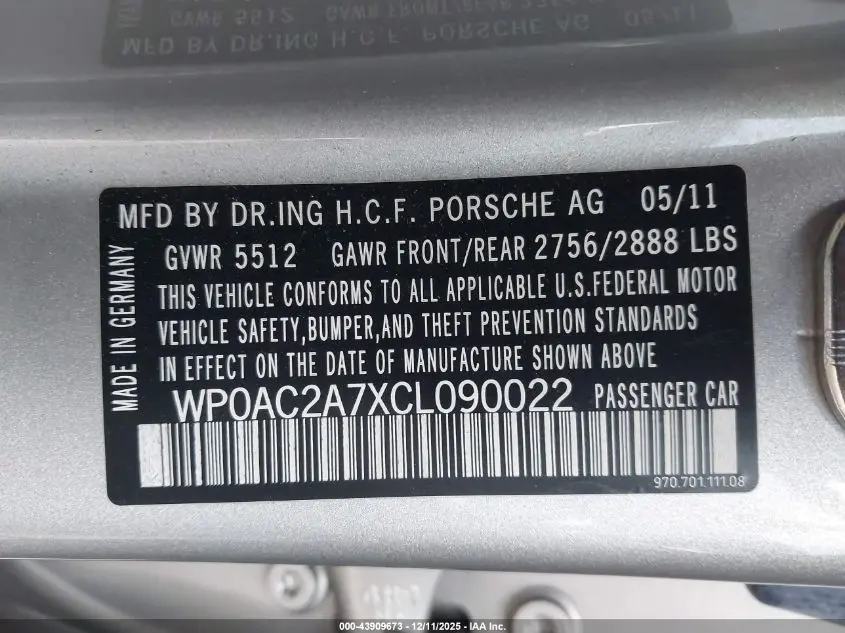 MFD BY DR.ING H.C.F. PORSCHE AG 05/11
GVWR 5512 GAWR FRONT/REAR 2756/2888 LBS
THIS VEHICLE CONFORMS TO ALL APPLICABLE U.S.FEDERAL MOTOR
VEHICLE SAFETY,BUMPER,AND THEFT PREVENTION STANDARDS
IN EFFECT ON THE DATE OF MANUFACTURE SHOWN ABOVE
WP0AC2A7XCL090022 PASSENGER CAR
970.701.111.08
MADE IN GERMANY
000-43909673 - 12/11/2025 - © IAA Inc.